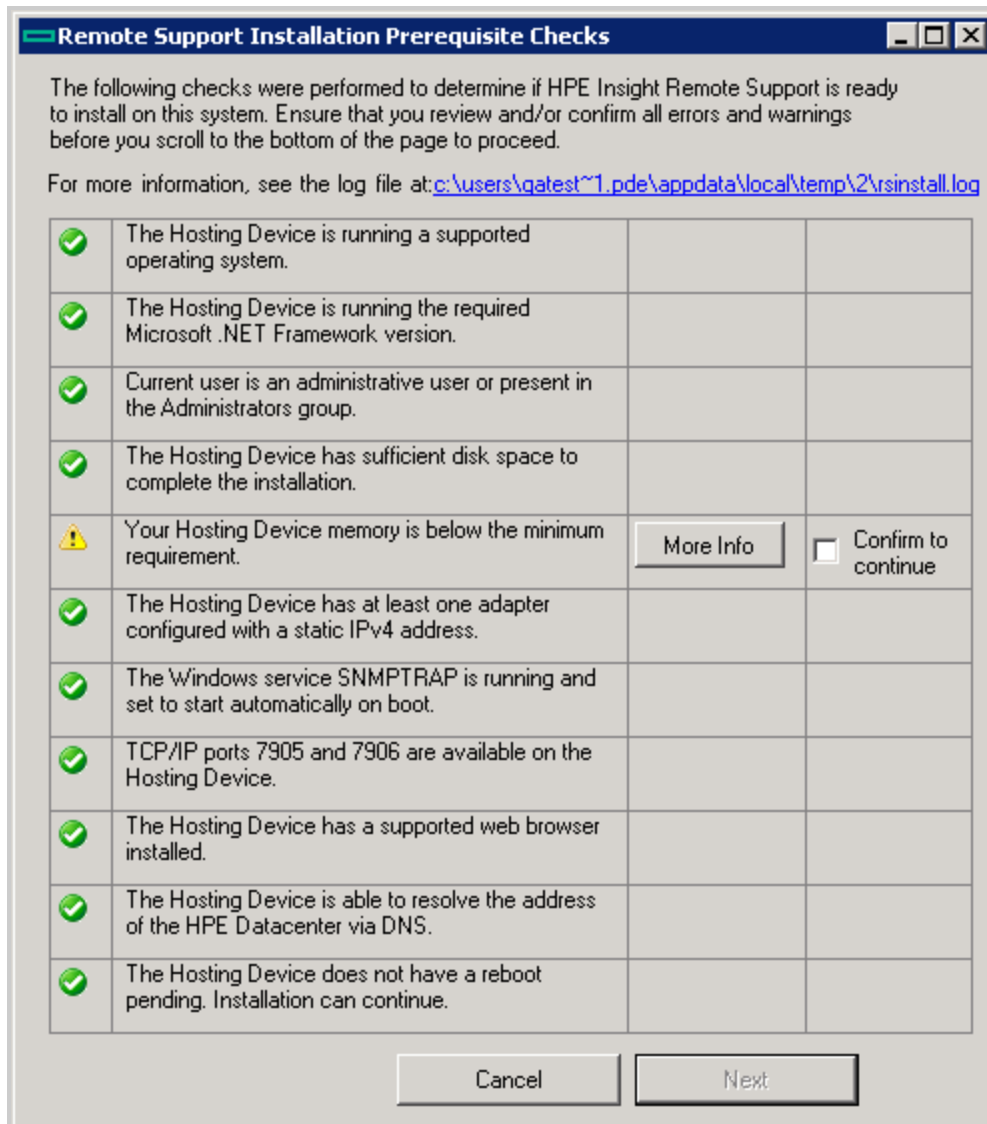 Remote Support Installation Prerequisite Checks
The following checks were performed to determine if HPE Insight Remote Support is ready
to install on this system. Ensure that you review and/or confirm all errors and warnings
before you scroll to the bottom of the page to proceed.
For more information, see the log file at:c:\users\qatest~1.pde\appdata\local\temp\2\rsinstall.log
The Hosting Device is running a supported
operating system.
The Hosting Device is running the required
Microsoft .NET Framework version.
Current user is an administrative user or present in
the Administrators group.
The Hosting Device has sufficient disk space to
complete the installation.
Your Hosting Device memory is below the minimum
requirement.
More Info
Confirm to
continue
The Hosting Device has at least one adapter
configured with a static IPv4 address.
The Windows service SNMPTRAP is running and
set to start automatically on boot.
TCP/IP ports 7905 and 7906 are available on the
Hosting Device.
The Hosting Device has a supported web browser
installed.
The Hosting Device is able to resolve the address
of the HPE Datacenter via DNS.
The Hosting Device does not have a reboot
pending. Installation can continue.
Cancel
Next